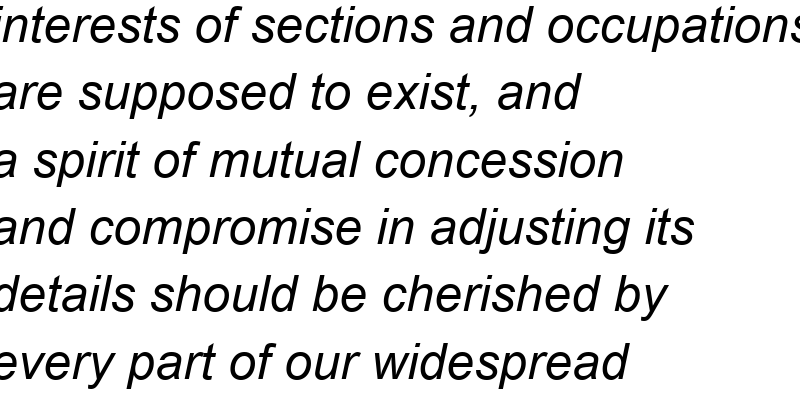 interests of sections and occupations
are supposed to exist, and
a spirit of mutual concession
and compromise in adjusting its
details should be cherished by
every part of our widespread